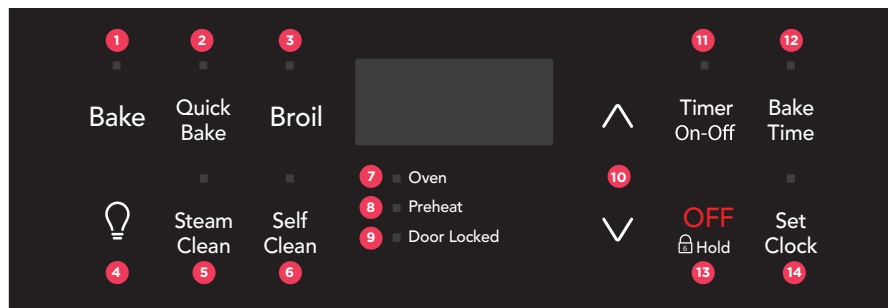 1
2
3
11
12
Bake
Quick
Bake
Broil
Timer
On-Off
Bake
Time
7
Oven
10
8
Preheat
9
Door Locked
Steam
Clean
Self
Clean
OFF
6
Hold
Set
Clock
4
5
6
13
14